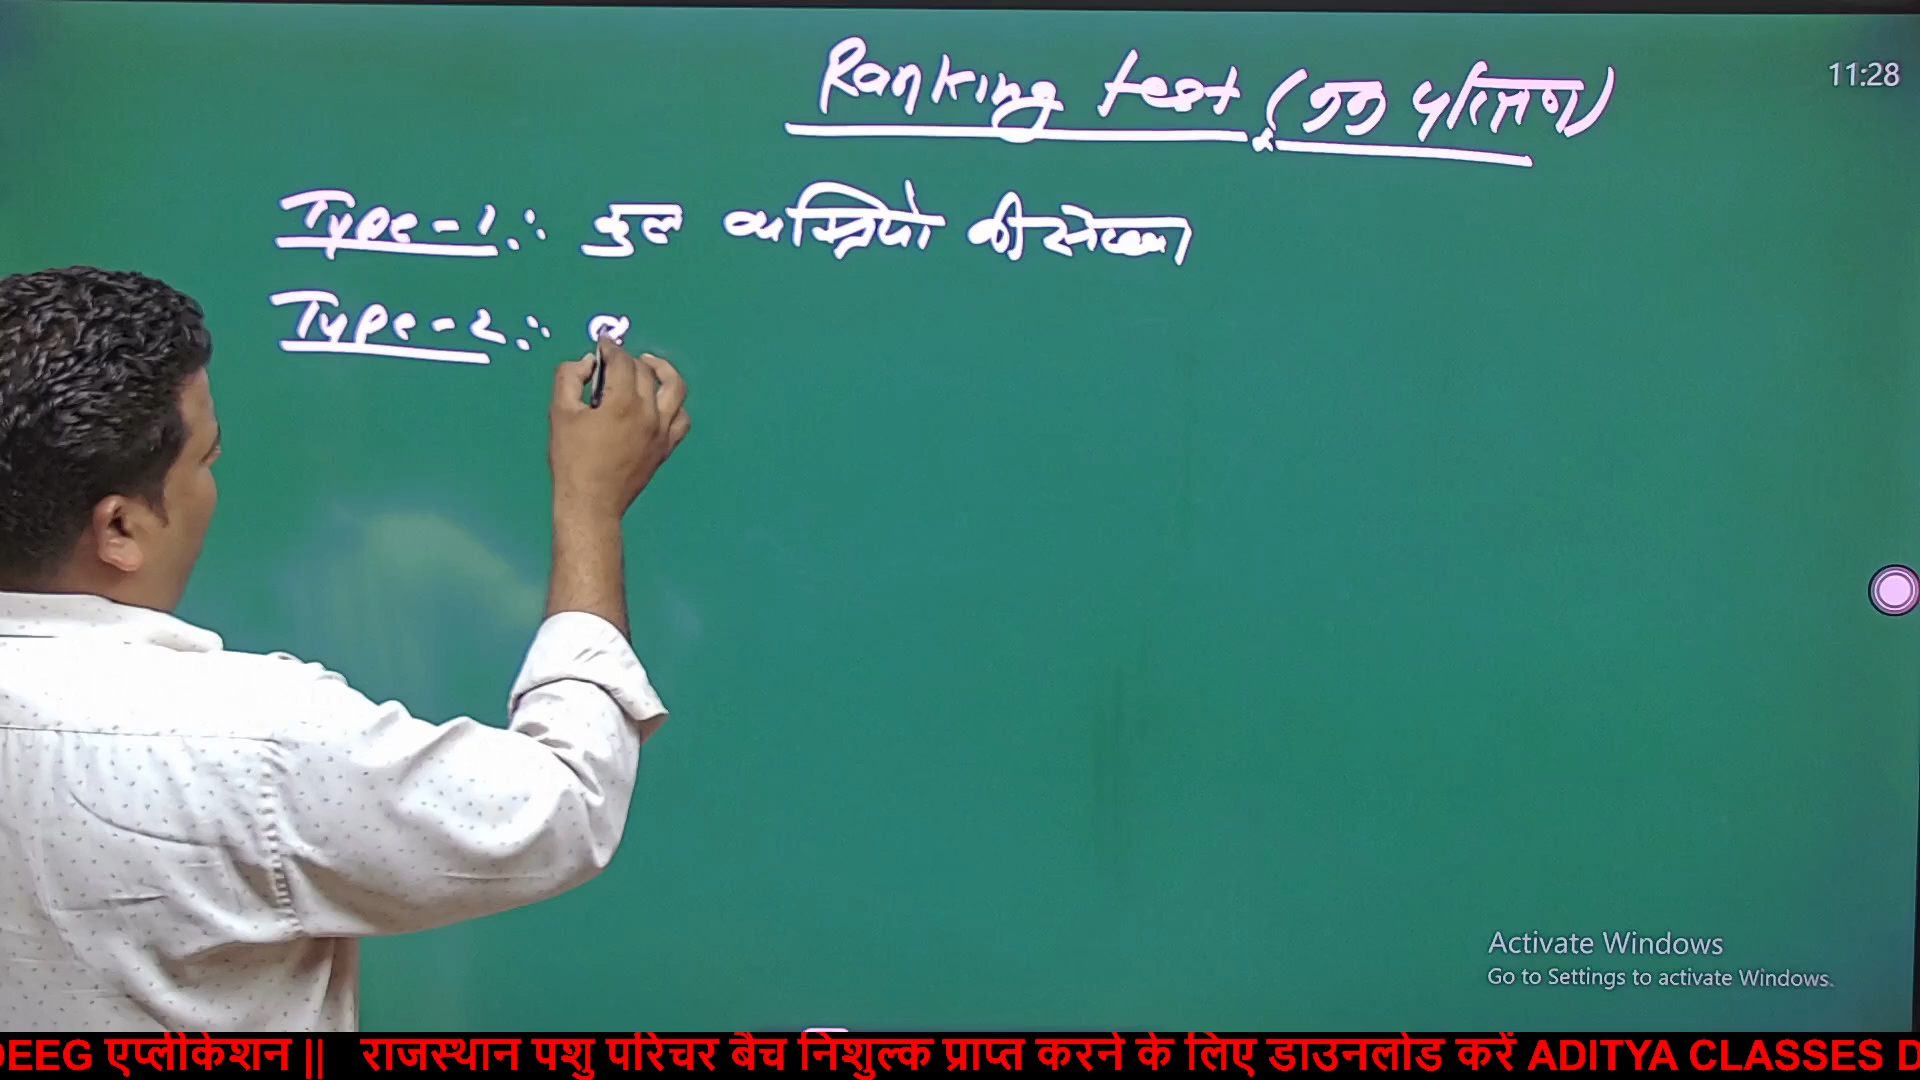 Ranking test (क्रम परीक्षण)
11:28
Type-1 :- कुल व्यक्तियो की संख्या
Type-2 :-
Activate Windows
Go to Settings to activate Windows.
DEEG एप्लीकेशन || राजस्थान पशु परिचर बैच निशुल्क प्राप्त करने के लिए डाउनलोड करें ADITYA CLASSES D